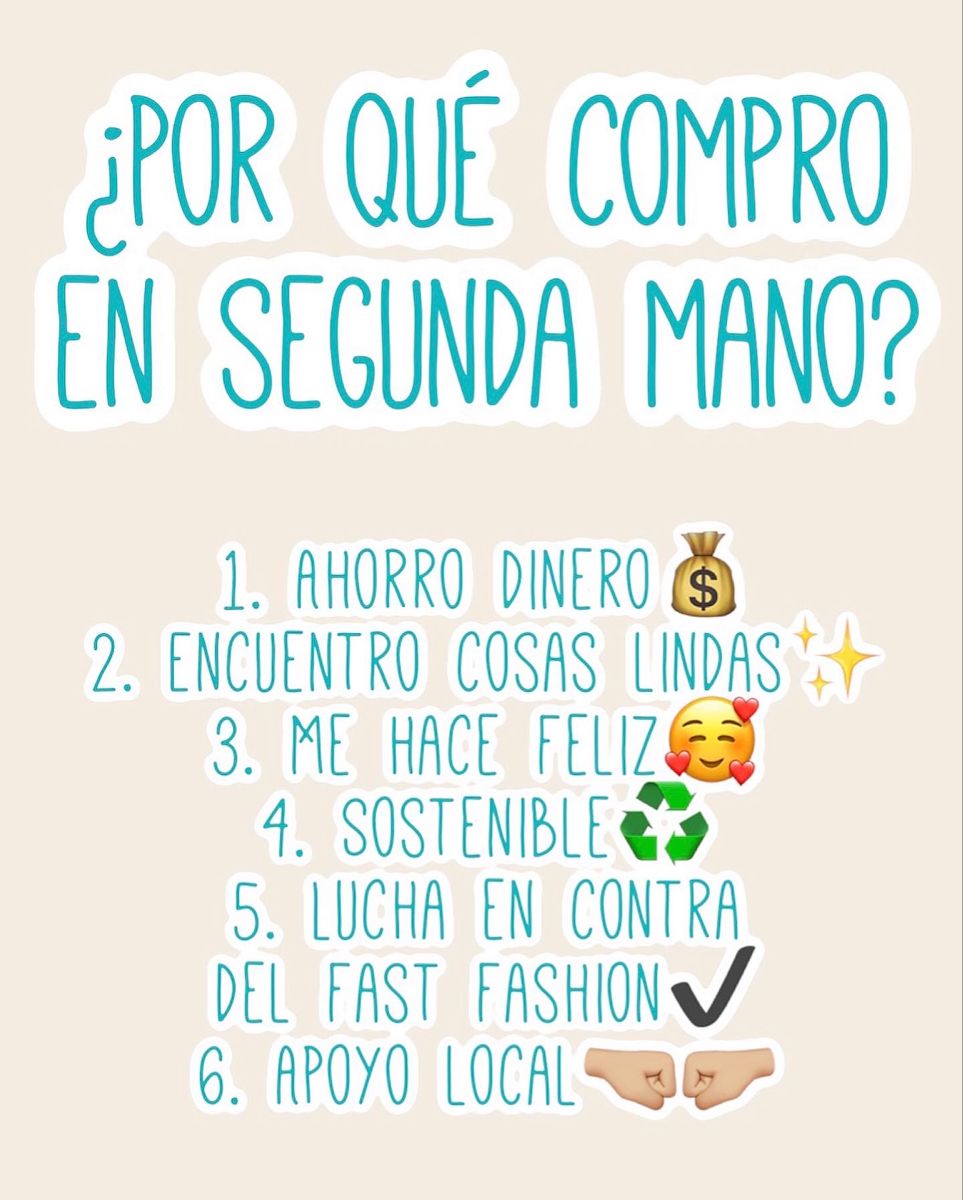 ¿POR QUÉ COMPRO
EN SEGUNDA MANO?
1. AHORRO DINERO💰
2. ENCUENTRO COSAS LINDAS✨
3. ME HACE FELIZ🥰
4. SOSTENIBLE♻️
5. LUCHA EN CONTRA
DEL FAST FASHION✔️
6. APOYO LOCAL🤜🏼🤛🏼